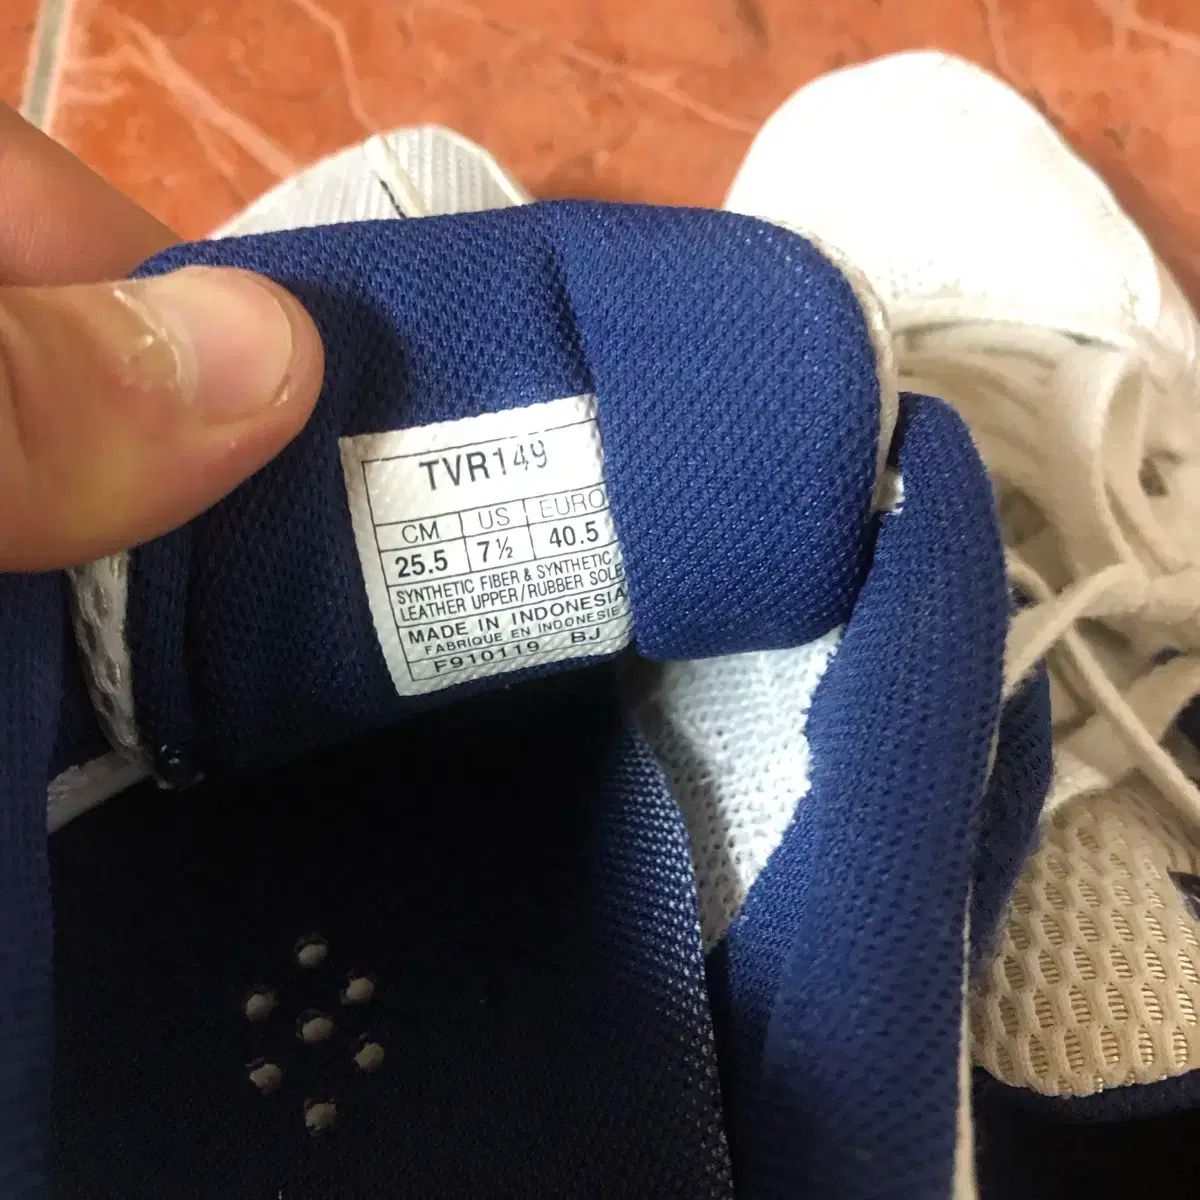 TVR149
CM US EURO
25.5 7½ 40.5
SYNTHETIC FIBER & SYNTHETIC
LEATHER UPPER/RUBBER SOLE
MADE IN INDONESIA
FABRIQUE EN INDONESIE
F910119 BJ